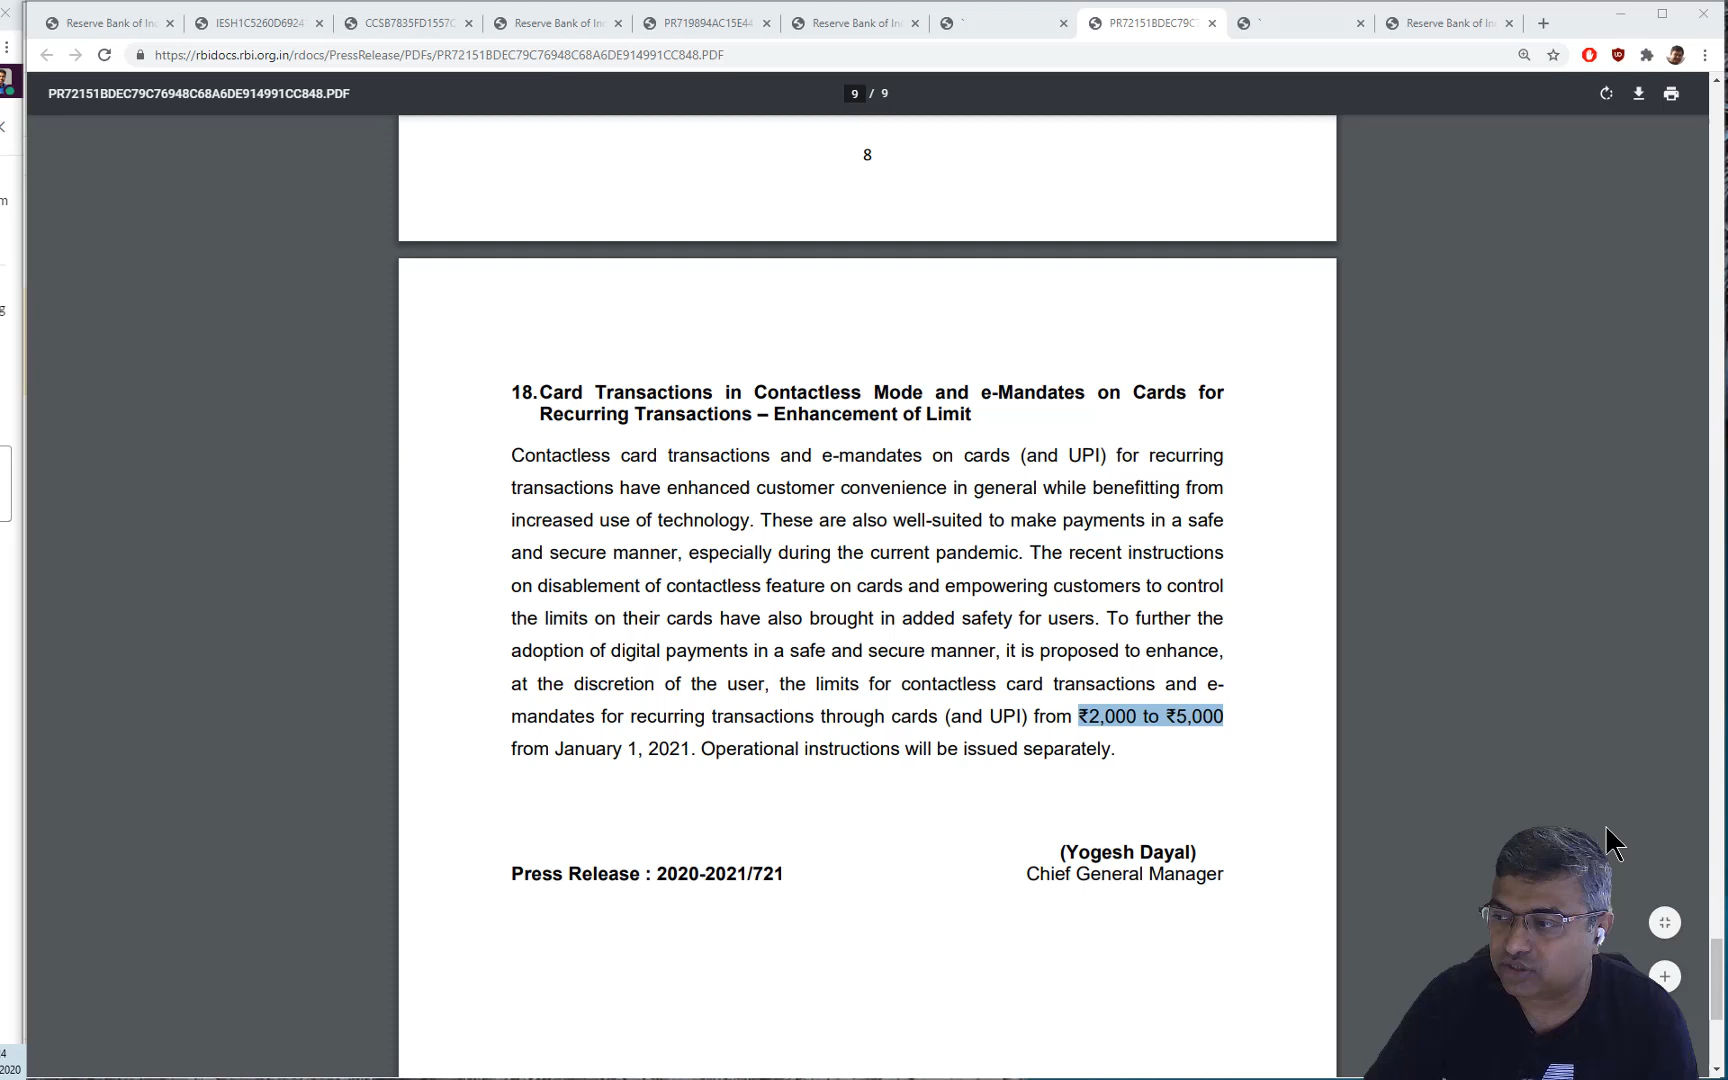 Reserve Bank of In
IESH1C5260D6924
CCSB7835FD1557C
Reserve Bank of In
PR719894AC15E44
Reserve Bank of In
PR72151BDEC79C7
Reserve Bank of In
https://rbidocs.rbi.org.in/rdocs/PressRelease/PDFs/PR72151BDEC79C76948C68A6DE914991CC848.PDF
PR72151BDEC79C76948C68A6DE914991CC848.PDF
9 / 9
8
18. Card Transactions in Contactless Mode and e-Mandates on Cards for
Recurring Transactions – Enhancement of Limit
Contactless card transactions and e-mandates on cards (and UPI) for recurring
transactions have enhanced customer convenience in general while benefitting from
increased use of technology. These are also well-suited to make payments in a safe
and secure manner, especially during the current pandemic. The recent instructions
on disablement of contactless feature on cards and empowering customers to control
the limits on their cards have also brought in added safety for users. To further the
adoption of digital payments in a safe and secure manner, it is proposed to enhance,
at the discretion of the user, the limits for contactless card transactions and e-
mandates for recurring transactions through cards (and UPI) from ₹2,000 to ₹5,000
from January 1, 2021. Operational instructions will be issued separately.
(Yogesh Dayal)
Press Release : 2020-2021/721
Chief General Manager
m
g
4
2020